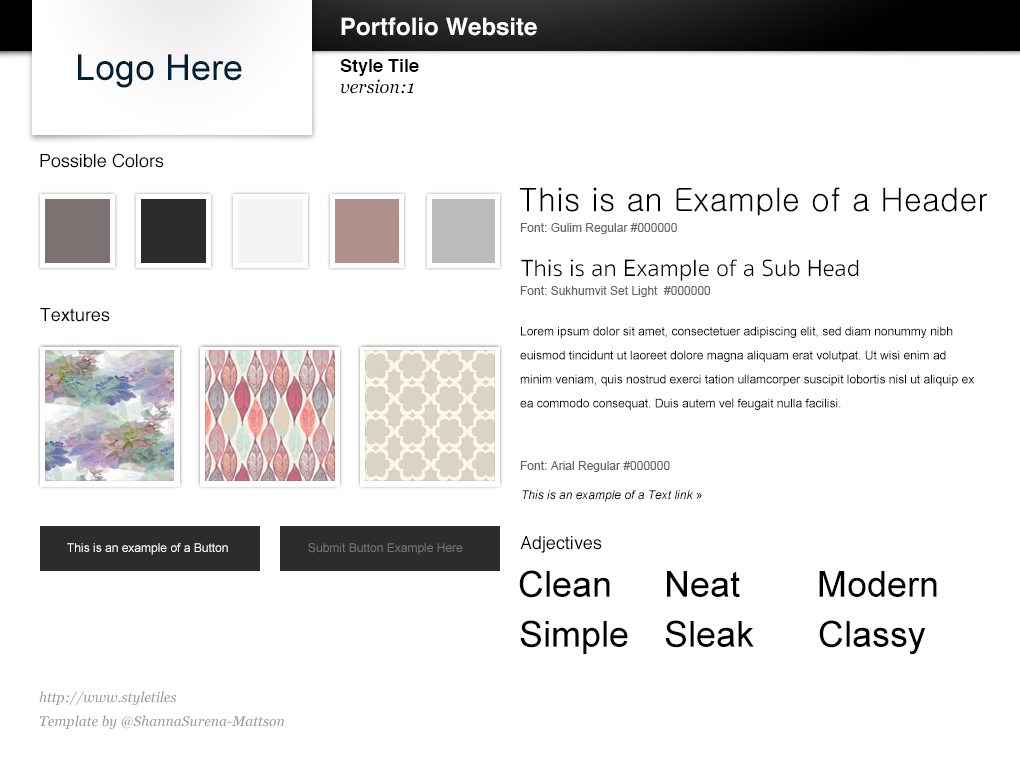 Portfolio Website
Logo Here
Style Tile
version:1
Possible Colors
This is an Example of a Header
Font: Gulim Regular #000000
This is an Example of a Sub Head
Font: Sukhumvit Set Light #000000
Textures
Lorem ipsum dolor sit amet, consectetuer adipiscing elit, sed diam nonummy nibh
euismod tincidunt ut laoreet dolore magna aliquam erat volutpat. Ut wisi enim ad
minim veniam, quis nostrud exerci tation ullamcorper suscipit lobortis nisl ut aliquip ex
ea commodo consequat. Duis autem vel feugait nulla facilisi.
Font: Arial Regular #000000
This is an example of a Text link »
This is an example of a Button
Submit Button Example Here
Adjectives
Clean Neat Modern
Simple Sleak Classy
http://www.styletiles
Template by @ShannaSurena-Mattson